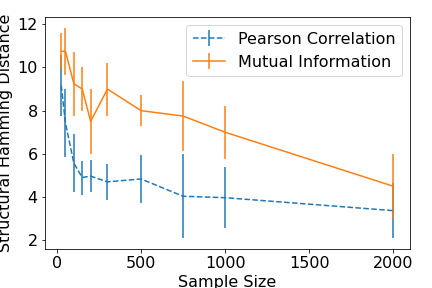 Structural Hamming Distance
12
10
8
6
4
2
Pearson Correlation
Mutual Information
0
500
1000
1500
2000
Sample Size